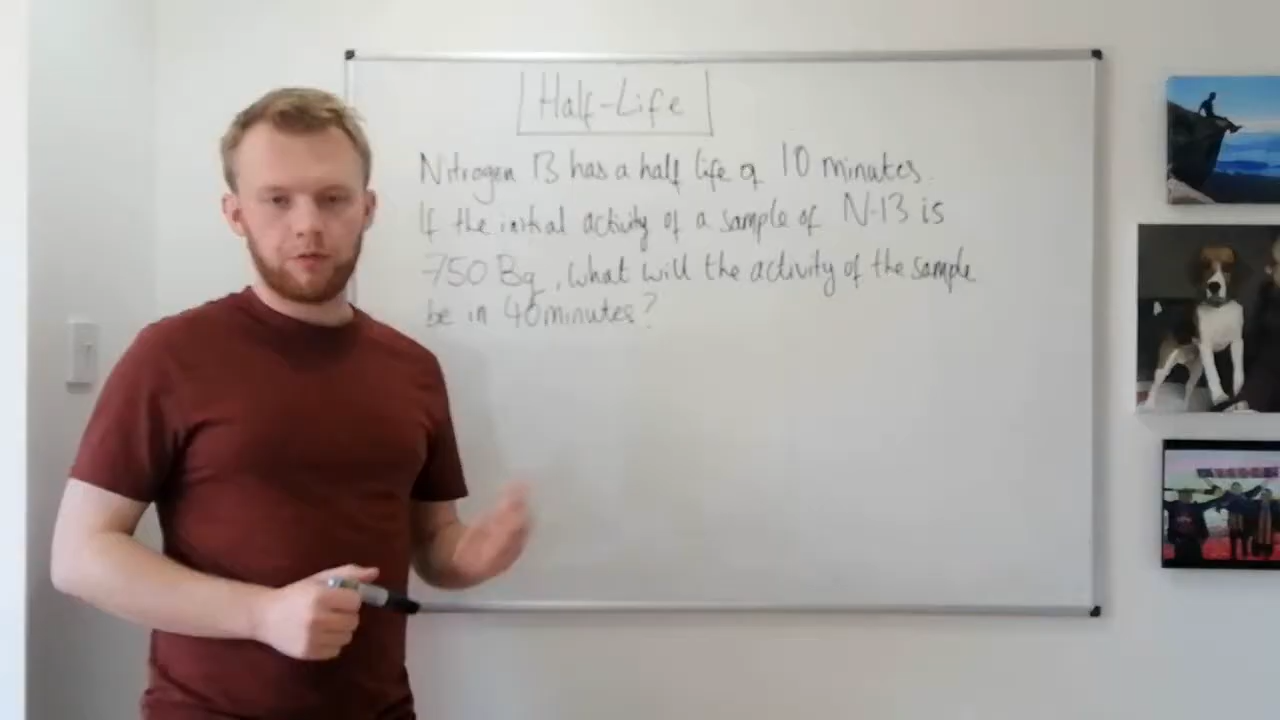 Half-Life
Nitrogen 13 has a half life of 10 minutes.
If the initial activity of a sample of N-13 is
750 Bq, what will the activity of the sample
be in 40 minutes?